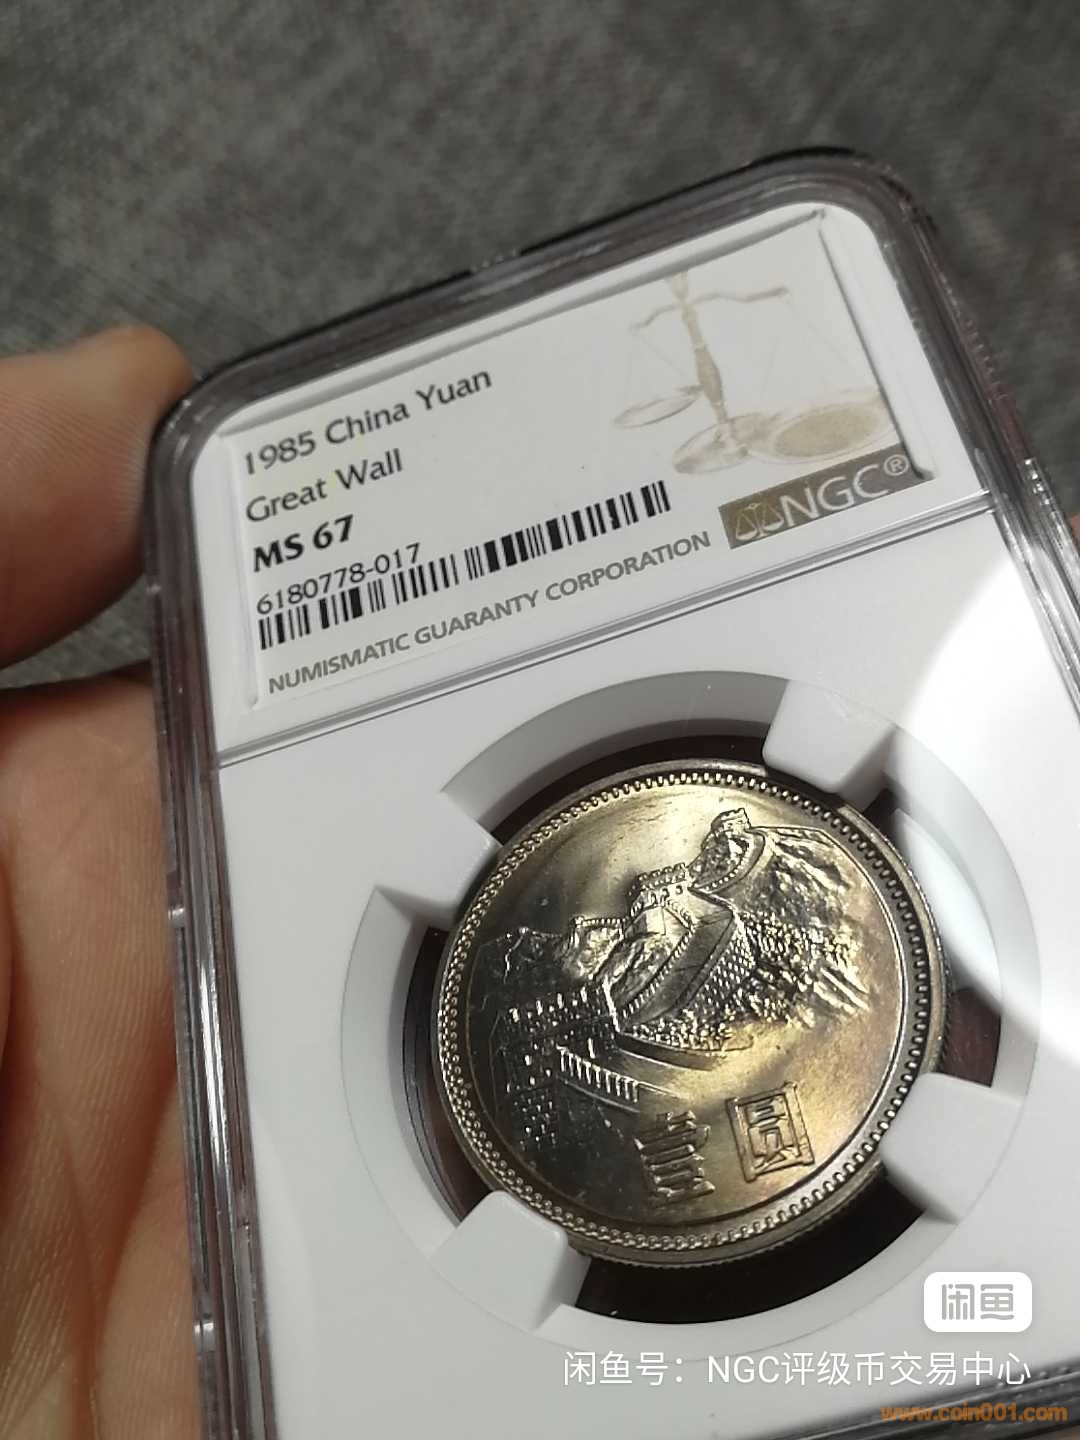 1985 China Yuan
Great Wall
MS 67
6180778-017
NGC®
NUMISMATIC GUARANTY CORPORATION
壹圓
闲鱼
闲鱼号：NGC评级币交易中心
www.coin001.com